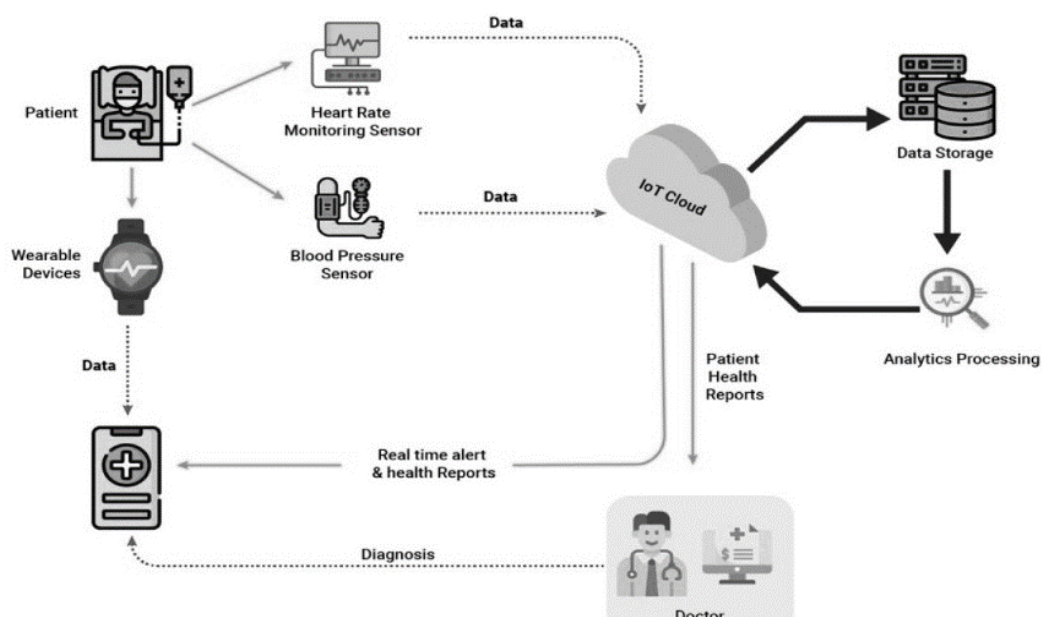 Data
Patient
Heart Rate
Monitoring Sensor
Data Storage
IoT Cloud
Data
Wearable
Devices
Blood Pressure
Sensor
Data
Patient
Health
Reports
Analytics Processing
Real time alert
& health Reports
Diagnosis
$
Doctor